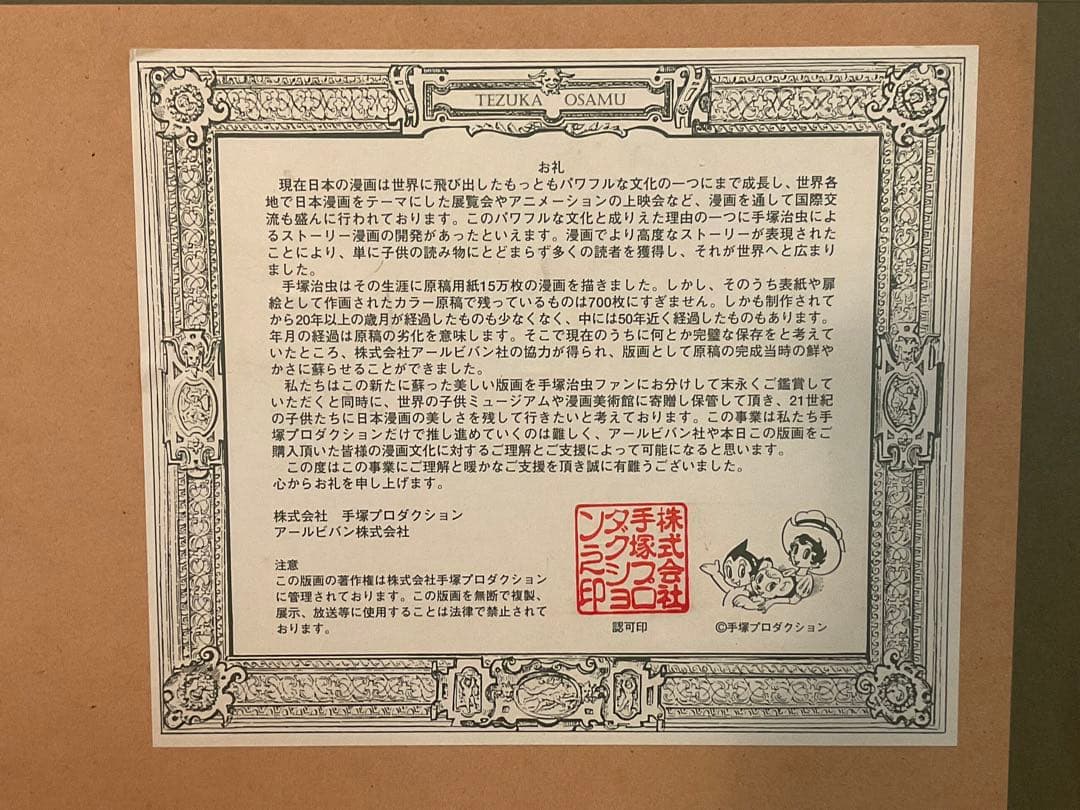 TEZUKA OSAMU
お礼
現在日本の漫画は世界に飛び出したもっともパワフルな文化の一つにまで成長し、世界各
地で日本漫画をテーマにした展覧会やアニメーションの上映会など、漫画を通して国際交
流も盛んに行われております。このパワフルな文化と成りえた理由の一つに手塚治虫によ
るストーリー漫画の開発があったといえます。漫画でより高度なストーリーが表現された
ことにより、単に子供の読み物にとどまらず多くの読者を獲得し、それが世界へと広まり
ました。
手塚治虫はその生涯に原稿用紙15万枚の漫画を描きました。しかし、そのうち表紙や扉
絵として作画されたカラー原稿で残っているものは700枚にすぎません。しかも制作されて
から20年以上の歳月が経過したものも少なくなく、中には50年近く経過したものもあります。
年月の経過は原稿の劣化を意味します。そこで現在のうちに何とか完璧な保存をと考えて
いたところ、株式会社アールビバン社の協力が得られ、版画として原稿の完成当時の鮮や
かさに蘇らせることができました。
私たちはこの新たに蘇った美しい版画を手塚治虫ファンにお分けして末永くご鑑賞して
いただくと同時に、世界の子供ミュージアムや漫画美術館に寄贈し保管して頂き、21世紀
の子供たちに日本漫画の美しさを残して行きたいと考えております。この事業は私たち手
塚プロダクションだけで推し進めていくのは難しく、アールビバン社や本日この版画をご
購入頂いた皆様の漫画文化に対するご理解とご支援によって可能になると思います。
この度はこの事業にご理解と暖かなご支援を頂き誠に有難うございました。
心からお礼を申し上げます。
株式会社 手塚プロダクション
アールビバン株式会社
注意
この版画の著作権は株式会社手塚プロダクション
に管理されております。この版画を無断で複製、
展示、放送等に使用することは法律で禁止されて
おります。
株式会社
手塚プロ
ダクショ
ン之印
認可印
©手塚プロダクション